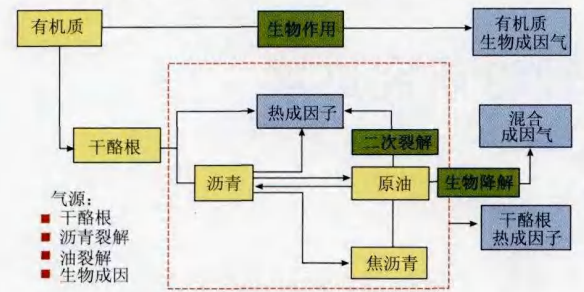 有机质
生物作用
有机质
生物成因气
热成因子
混合
成因气
干酪根
二次裂解
沥青
原油
生物降解
气源：
干酪根
沥青裂解
油裂解
生物成因
干酪根
热成因子
焦沥青